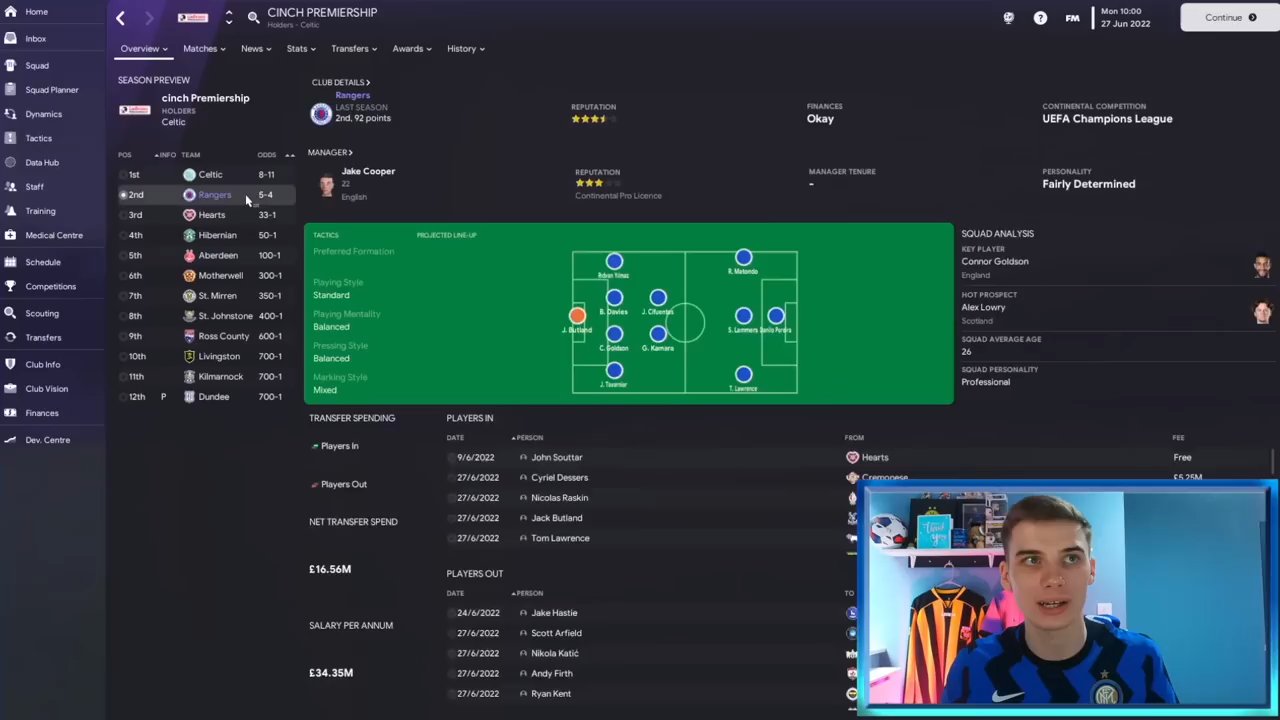 Home
Inbox
Squad
Squad Planner
Dynamics
Tactics
Data Hub
Staff
Training
Medical Centre
Schedule
Competitions
Scouting
Transfers
Club Info
Club Vision
Finances
Dev. Centre
CINCH PREMIERSHIP
Holders - Celtic
FM
Mon 10:00
27 Jun 2022
Continue
Overview
Matches
News
Stats
Transfers
Awards
History
SEASON PREVIEW
cinch Premiership
HOLDERS
Celtic
POS INFO TEAM ODDS
1st Celtic 8-11
2nd Rangers 5-4
3rd Hearts 33-1
4th Hibernian 50-1
5th Aberdeen 100-1
6th Motherwell 300-1
7th St. Mirren 350-1
8th St. Johnstone 400-1
9th Ross County 600-1
10th Livingston 700-1
11th Kilmarnock 700-1
12th P Dundee 700-1
CLUB DETAILS
Rangers
LAST SEASON
2nd, 92 points
REPUTATION
FINANCES
Okay
CONTINENTAL COMPETITION
UEFA Champions League
MANAGER
Jake Cooper
22
English
REPUTATION
Continental Pro Licence
MANAGER TENURE
-
PERSONALITY
Fairly Determined
TACTICS
PROJECTED LINE-UP
Preferred Formation
Playing Style
Standard
Playing Mentality
Balanced
Pressing Style
Balanced
Marking Style
Mixed
Rıdvan Yılmaz
R. Matondo
B. Davies
J. Cifuentes
J. Butland
S. Lammers
C. Goldson
G. Kamara
J. Tavernier
T. Lawrence
SQUAD ANALYSIS
KEY PLAYER
Connor Goldson
England
HOT PROSPECT
Alex Lowry
Scotland
SQUAD AVERAGE AGE
26
SQUAD PERSONALITY
Professional
TRANSFER SPENDING
Players In
Players Out
NET TRANSFER SPEND
£16.56M
SALARY PER ANNUM
£34.35M
PLAYERS IN
DATE PERSON FROM FEE
9/6/2022 John Souttar Hearts Free
27/6/2022 Cyriel Dessers Cremonese £5.25M
27/6/2022 Nicolas Raskin
27/6/2022 Jack Butland
27/6/2022 Tom Lawrence
PLAYERS OUT
DATE PERSON TO
24/6/2022 Jake Hastie
27/6/2022 Scott Arfield
27/6/2022 Nikola Katić
27/6/2022 Andy Firth
27/6/2022 Ryan Kent